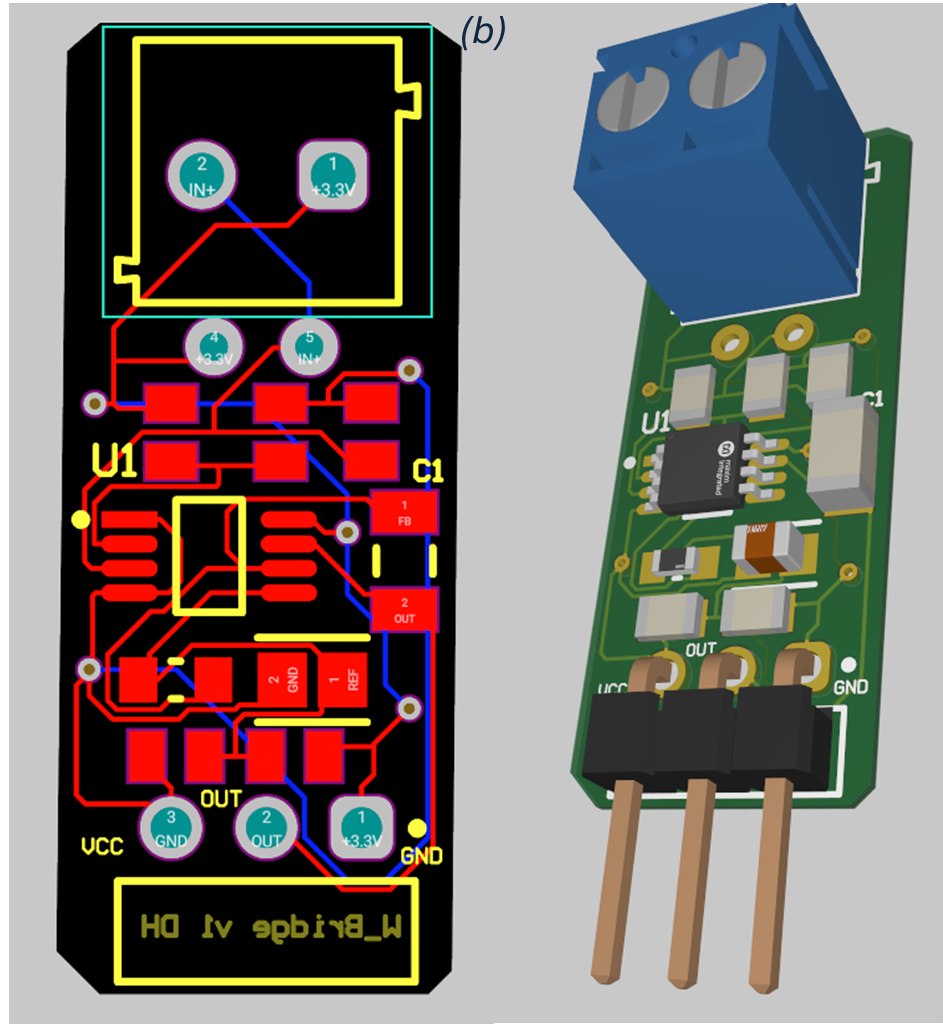 (b)
2
IN+
1
+3.3V
4
+3.3V
5
IN+
U1
C1
1
FB
2
OUT
2
GND
1
REF
OUT
3
GND
2
OUT
1
+3.3V
VCC
GND
W_Bridge v1 DH
U1
C1
maxim
integrated
OUT
VCC
GND